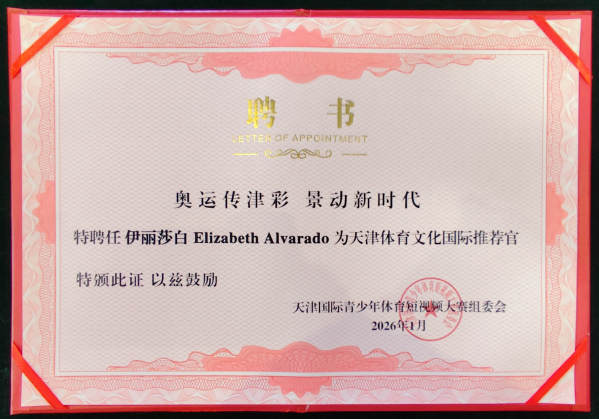 聘 书
LETTER OF APPOINTMENT
奥运传津彩 景动新时代
特聘任 伊丽莎白 Elizabeth Alvarado 为天津体育文化国际推荐官
特颁此证 以兹鼓励
天津国际青少年体育短视频大赛组委会
2026年1月